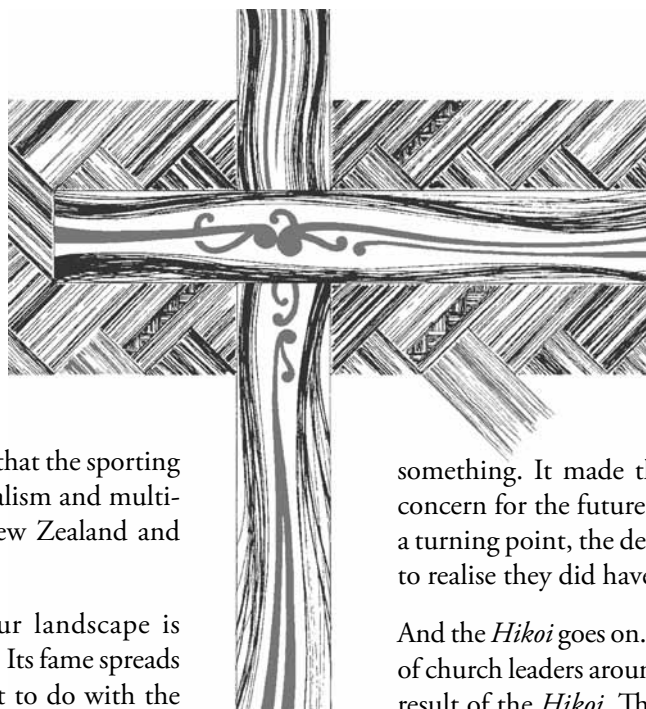 that the sporting
alism and multi-
ew Zealand and
ur landscape is
Its fame spreads
t to do with the
something. It made th
concern for the future
a turning point, the de
to realise they did have
And the Hikoi goes on.
of church leaders aroun
result of the Hikoi. Th